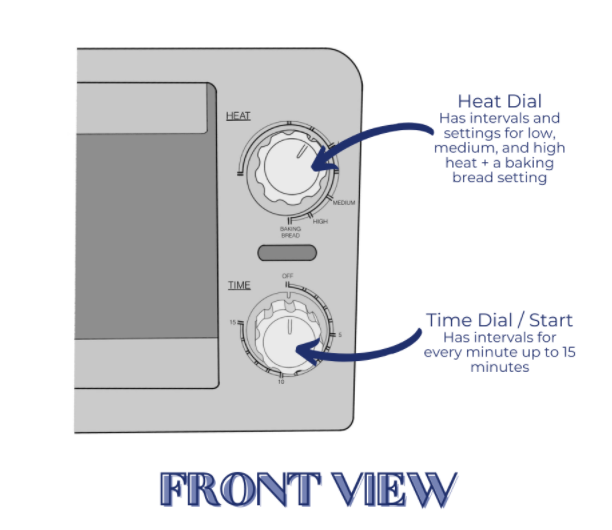 HEAT
MEDIUM
HIGH
BAKING
BREAD
Heat Dial
Has intervals and
settings for low,
medium, and high
heat + a baking
bread setting
TIME
OFF
15
5
10
Time Dial / Start
Has intervals for
every minute up to 15
minutes
FRONT VIEW